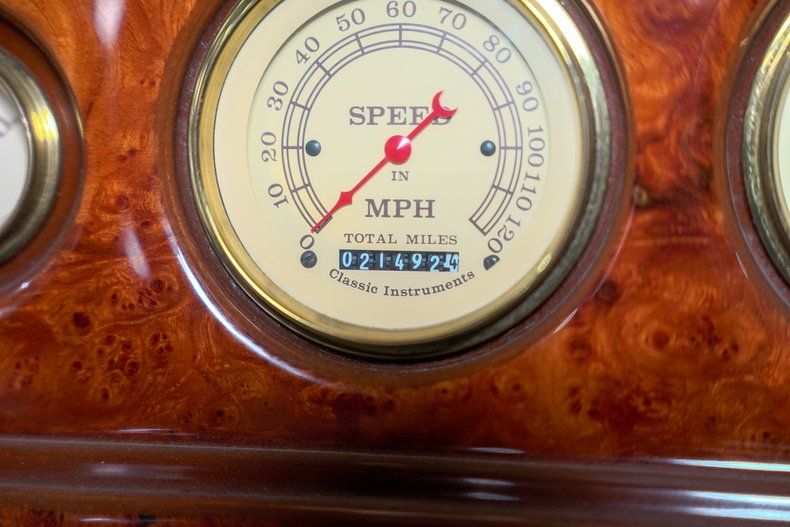 0 10 20 30 40 50 60 70 80 90 100 110 120
SPEED
IN
MPH
TOTAL MILES
021492
Classic Instruments